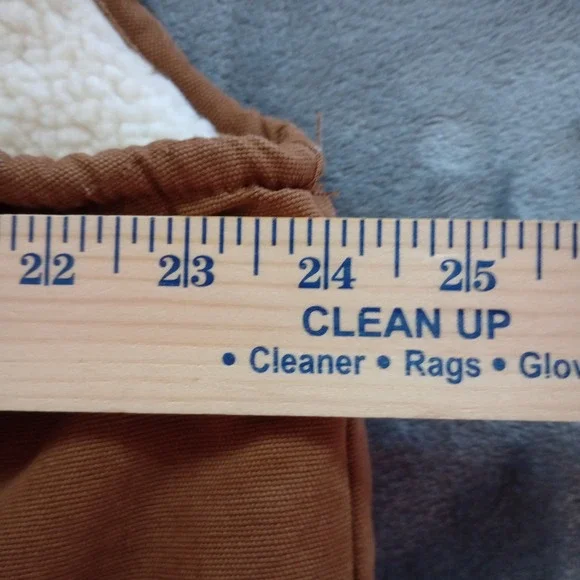 22 23 24 25
CLEAN UP
• Cleaner • Rags • Glov